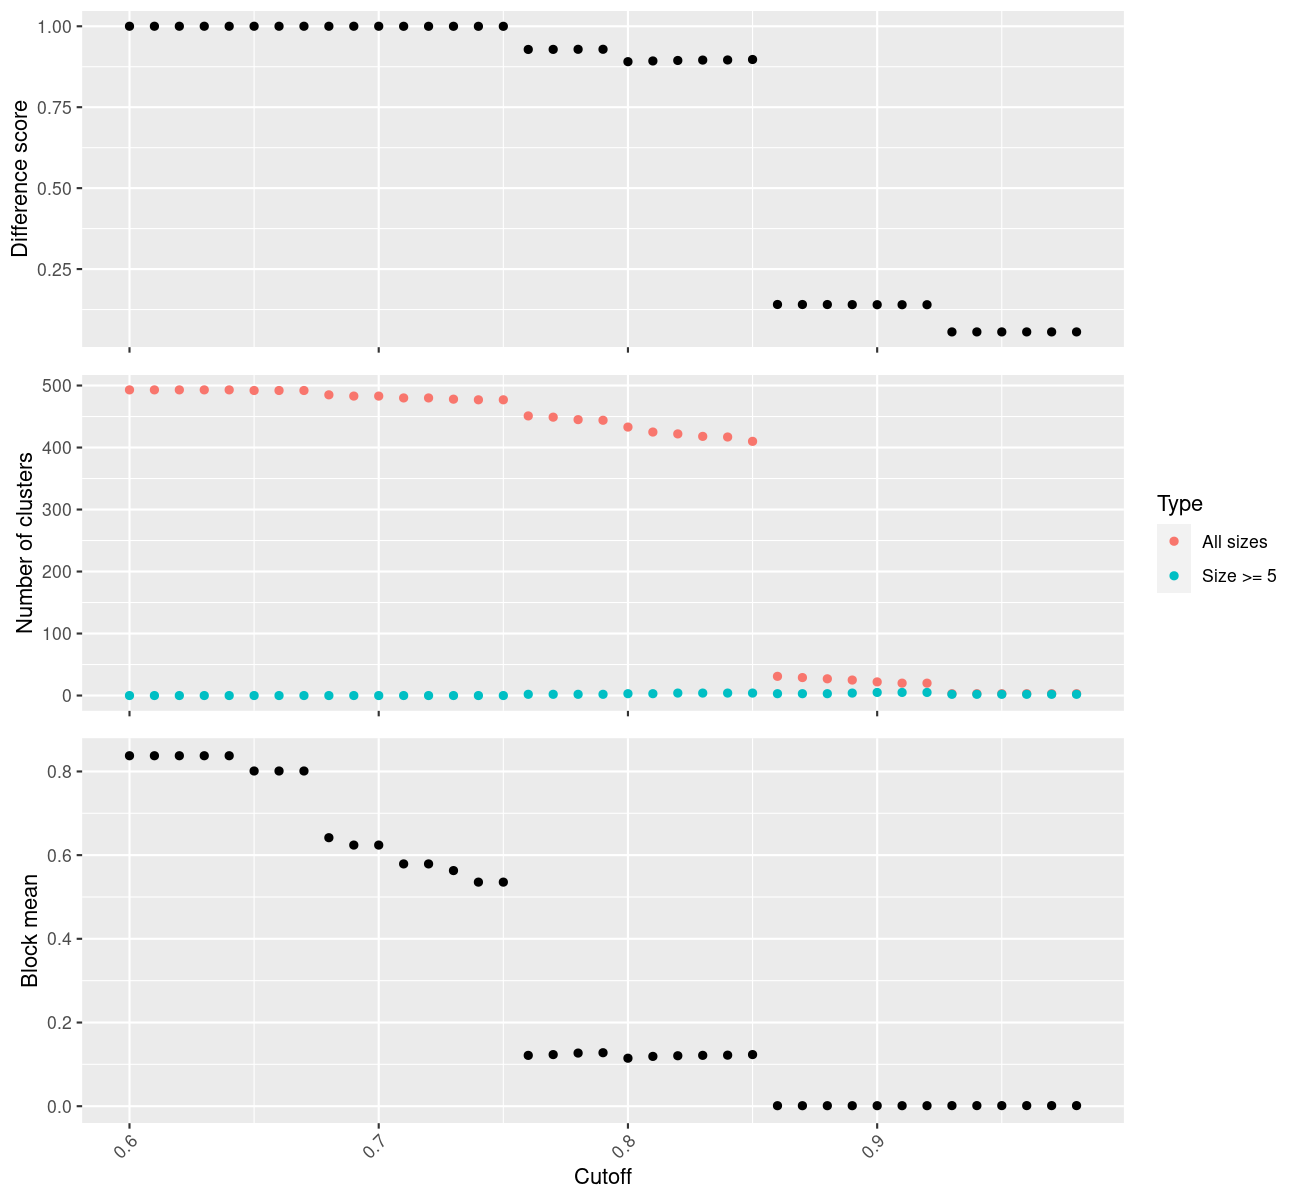 Difference score
1.00
0.75
0.50
0.25
Number of clusters
500
400
300
200
100
0
Type
All sizes
Size >= 5
Block mean
0.8
0.6
0.4
0.2
0.0
0.6 0.7 0.8 0.9
Cutoff